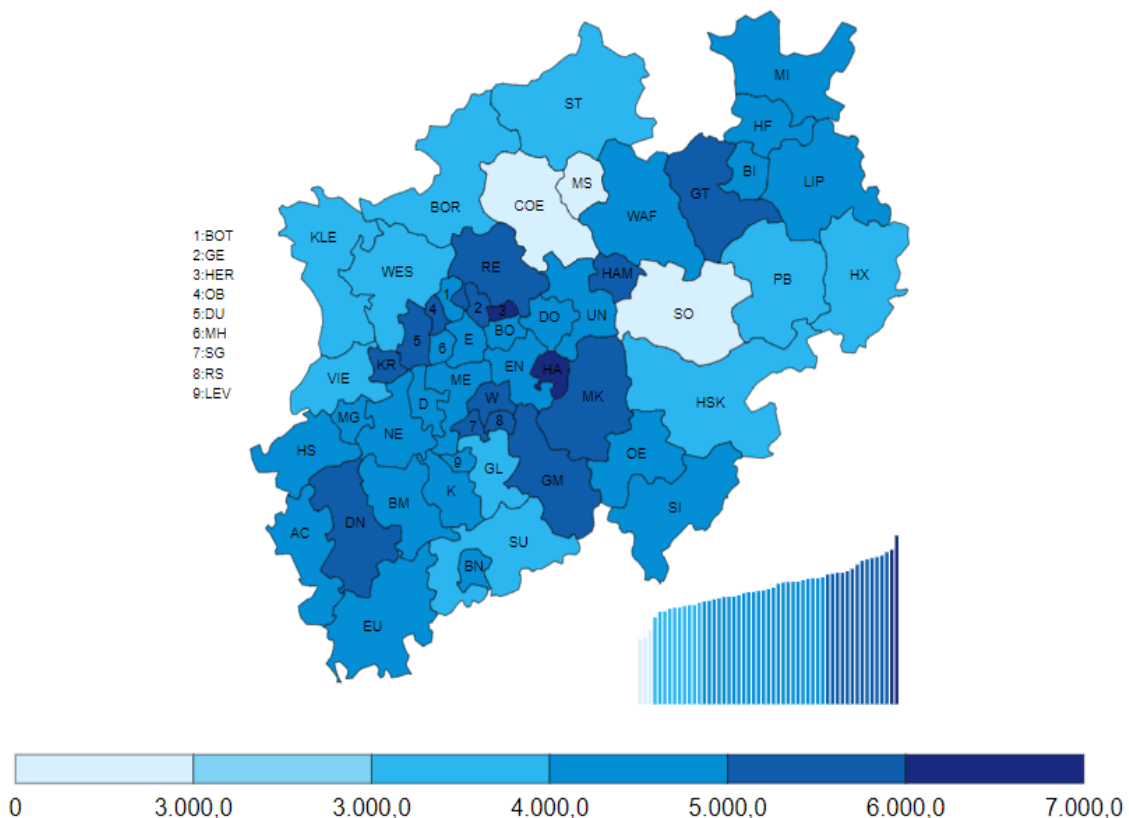 MI
ST
HF
BI
MS
GT
LIP
COE
BOR
WAF
1:BOT
KLE
2:GE
WES
RE
HAM
PB
HX
3:HER
4:OB
1
2
3
4
DO
UN
SO
5:DU
BO
6:MH
5
6
E
7:SG
KR
EN
HA
8:RS
VIE
ME
MK
9:LEV
D
W
HSK
MG
7
8
NE
HS
9
GL
OE
K
GM
BM
SI
DN
AC
SU
BN
EU
0
3.000,0
3.000,0
4.000,0
5.000,0
6.000,0
7.000,0